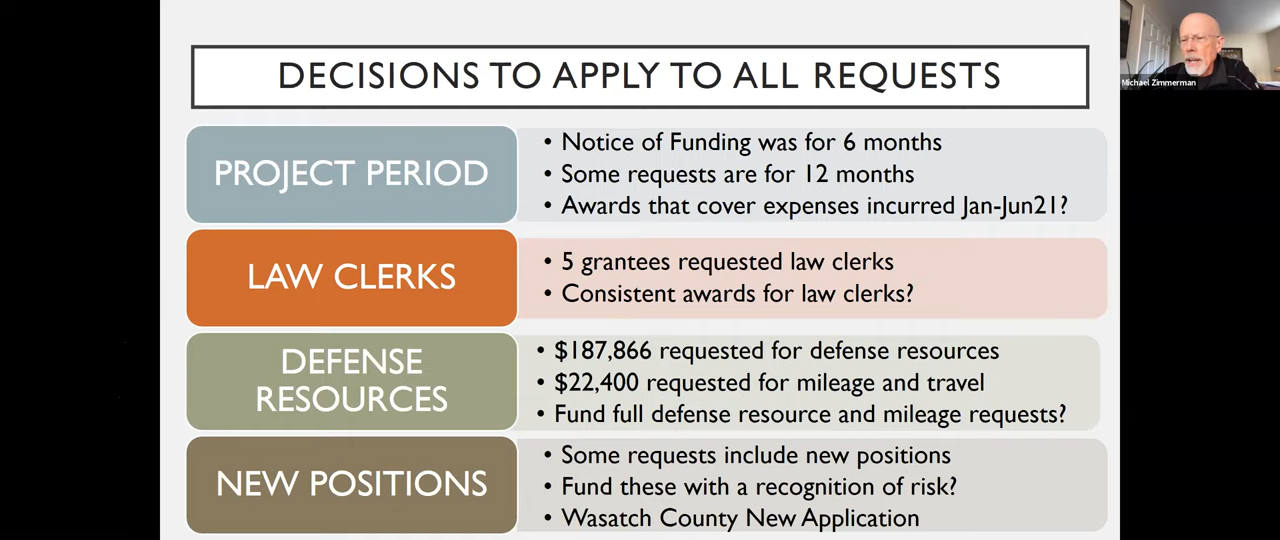 DECISIONS TO APPLY TO ALL REQUESTS
Michael Zimmerman
PROJECT PERIOD
• Notice of Funding was for 6 months
• Some requests are for 12 months
• Awards that cover expenses incurred Jan-Jun21?
LAW CLERKS
• 5 grantees requested law clerks
• Consistent awards for law clerks?
DEFENSE
RESOURCES
• $187,866 requested for defense resources
• $22,400 requested for mileage and travel
• Fund full defense resource and mileage requests?
NEW POSITIONS
• Some requests include new positions
• Fund these with a recognition of risk?
• Wasatch County New Application